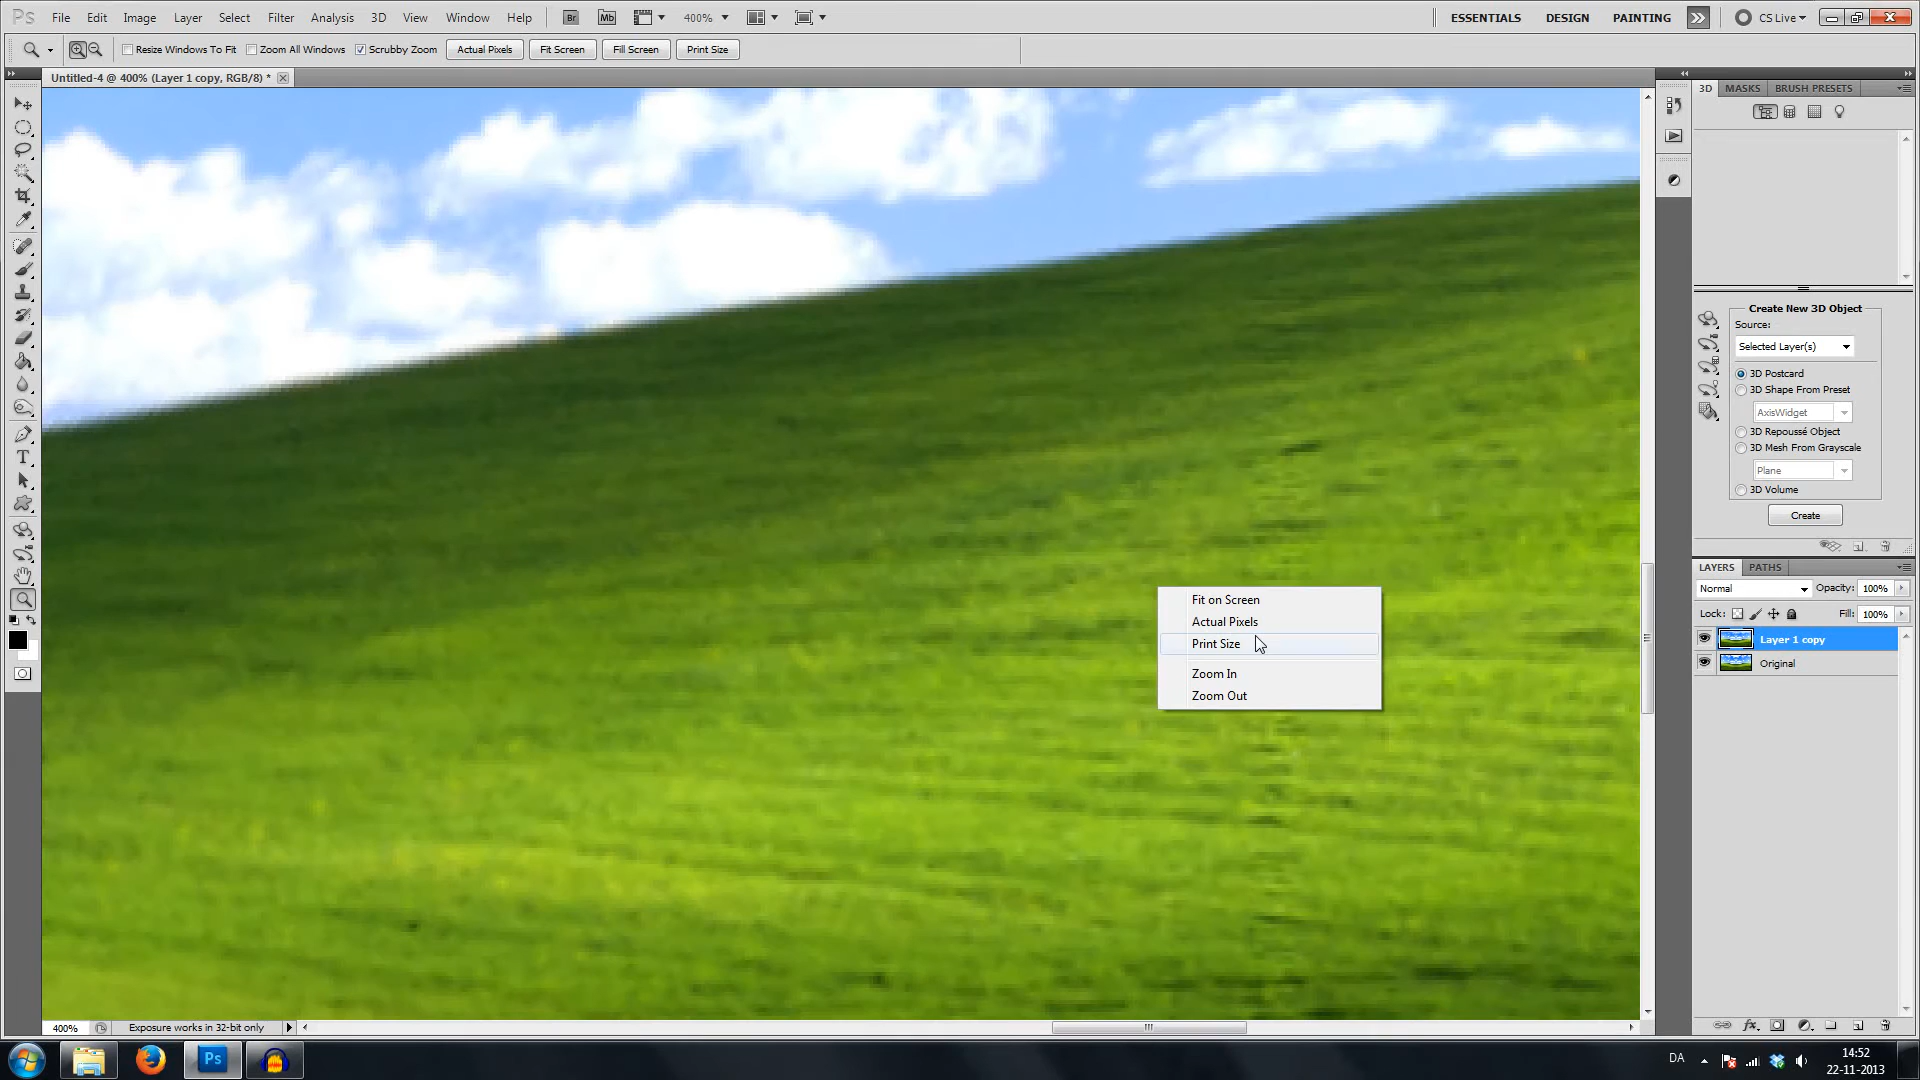 Ps File Edit Image Layer Select Filter Analysis 3D View Window Help Br Mb 400% ESSENTIALS DESIGN PAINTING CS Live
Resize Windows To Fit Zoom All Windows Scrubby Zoom Actual Pixels Fit Screen Fill Screen Print Size
Untitled-4 @ 400% (Layer 1 copy, RGB/8) *
3D MASKS BRUSH PRESETS
Create New 3D Object
Source:
Selected Layer(s)
3D Postcard
3D Shape From Preset
AxisWidget
3D Repoussé Object
3D Mesh From Grayscale
Plane
3D Volume
Create
LAYERS PATHS
Normal Opacity: 100%
Lock: Fill: 100%
Layer 1 copy
Original
Fit on Screen
Actual Pixels
Print Size
Zoom In
Zoom Out
400% Exposure works in 32-bit only
Ps
DA
14:52
22-11-2013